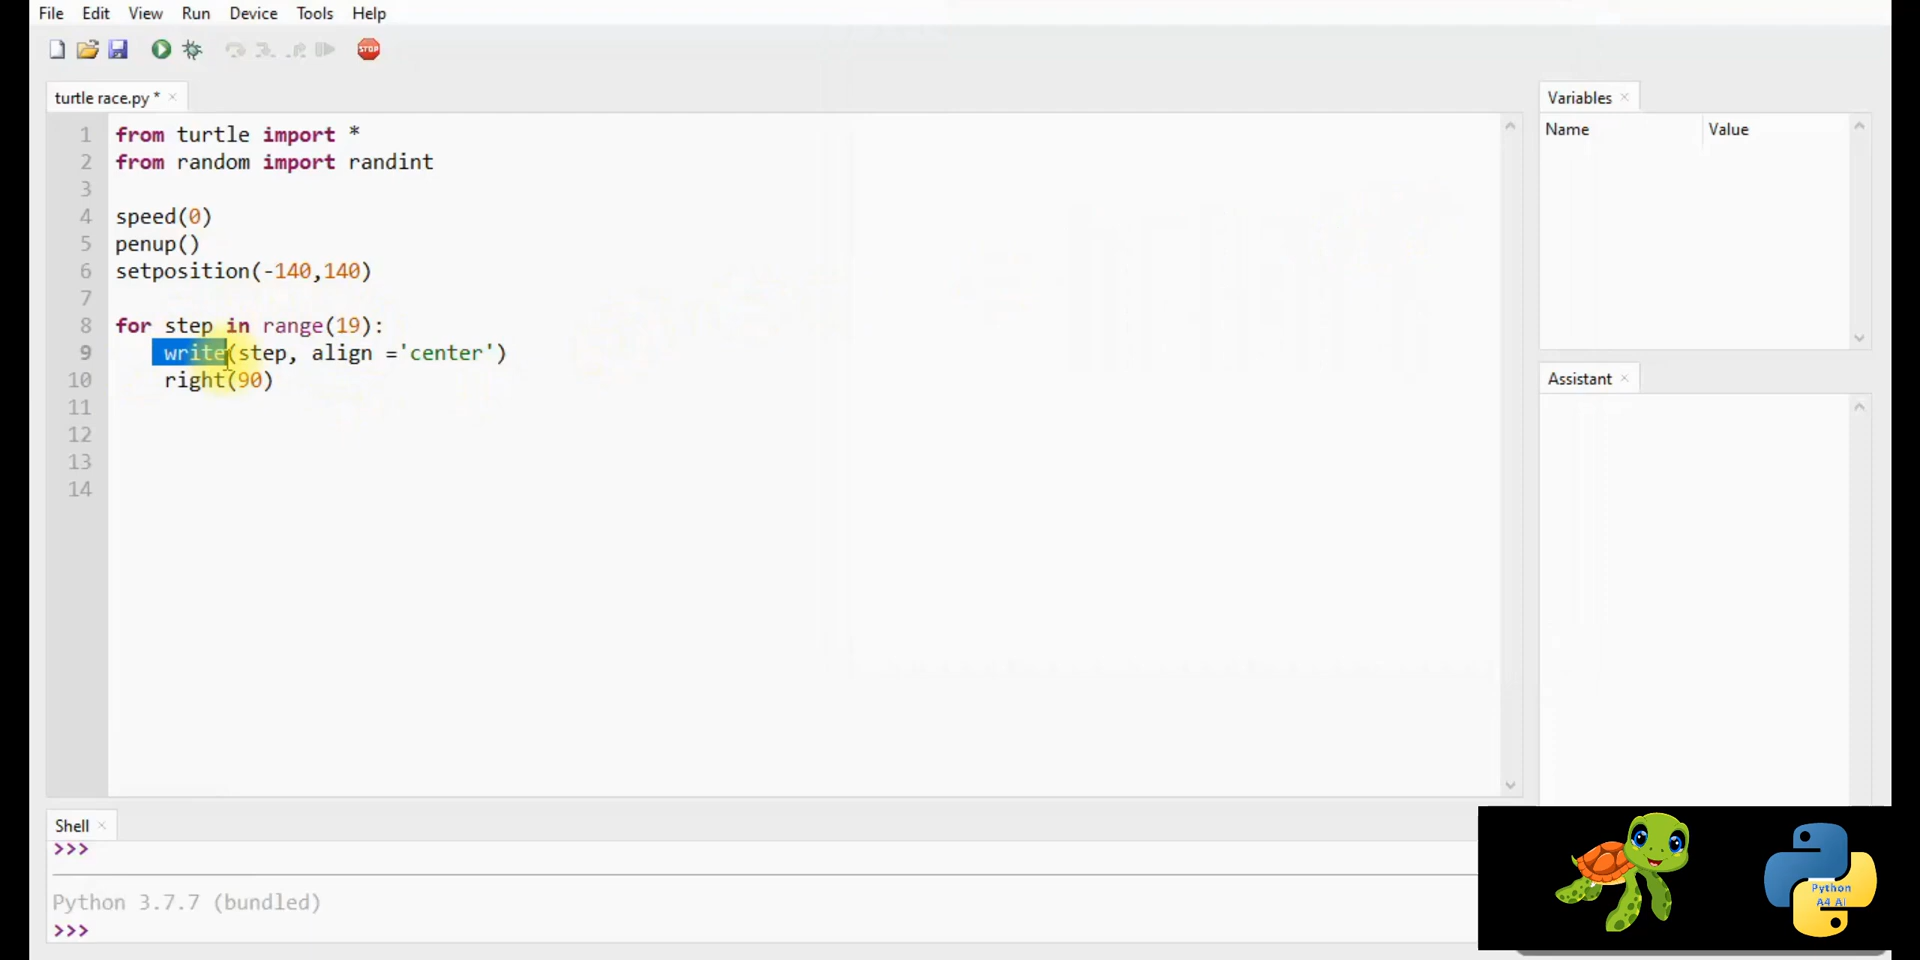 File Edit View Run Device Tools Help
STOP
turtle race.py * ×
Variables ×
Name Value
1 from turtle import *
2 from random import randint
3
4 speed(0)
5 penup()
6 setposition(-140,140)
7
8 for step in range(19):
9     write(step, align ='center')
10     right(90)
11
12
13
14
Assistant ×
Shell ×
>>>
Python 3.7.7 (bundled)
>>>
Python
A4 AI